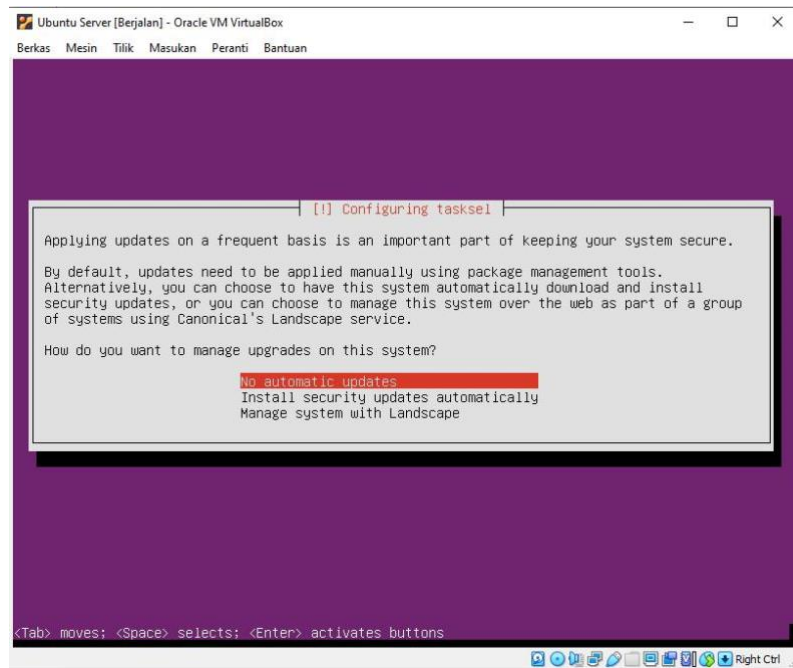 Ubuntu Server [Berjalan] - Oracle VM VirtualBox
Berkas Mesin Tilik Masukan Peranti Bantuan
[!] Configuring tasksel
Applying updates on a frequent basis is an important part of keeping your system secure.
By default, updates need to be applied manually using package management tools.
Alternatively, you can choose to have this system automatically download and install
security updates, or you can choose to manage this system over the web as part of a group
of systems using Canonical's Landscape service.
How do you want to manage upgrades on this system?
No automatic updates
Install security updates automatically
Manage system with Landscape
<Tab> moves; <Space> selects; <Enter> activates buttons
Right Ctrl